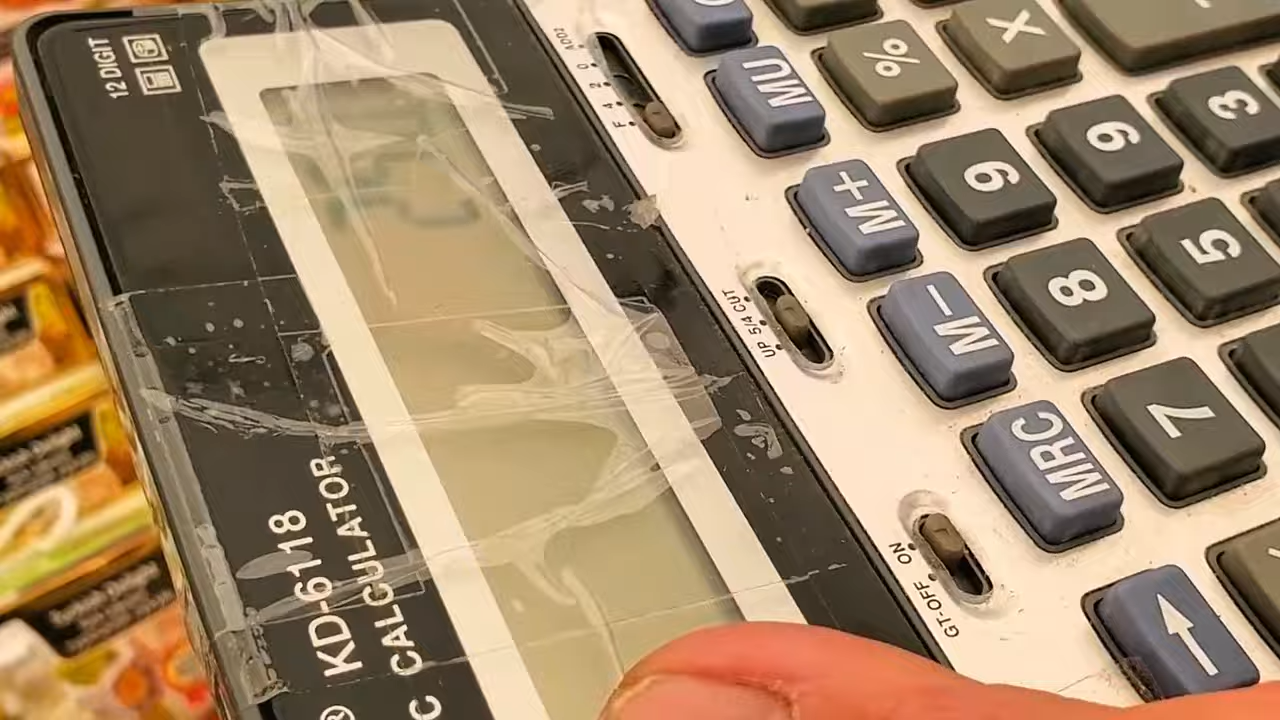 12 DIGIT
® KD-6118
C CALCULATOR
GT-OFF ON
UP 5/4 CUT
F 4 2 0 ADD2
MRC M− M+ MU
7 8 9 %
5 6 X
3